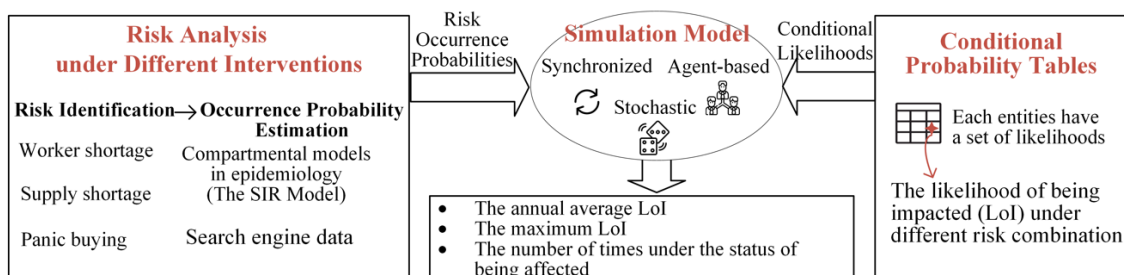 Risk Analysis
under Different Interventions
Risk Identification → Occurrence Probability
Estimation
Worker shortage
Supply shortage
Panic buying
Compartmental models
in epidemiology
(The SIR Model)
Search engine data
Risk
Occurrence
Probabilities
Simulation Model
Synchronized
Agent-based
Stochastic
Conditional
Likelihoods
• The annual average LoI
• The maximum LoI
• The number of times under the status of
being affected
Conditional
Probability Tables
Each entities have
a set of likelihoods
The likelihood of being
impacted (LoI) under
different risk combination